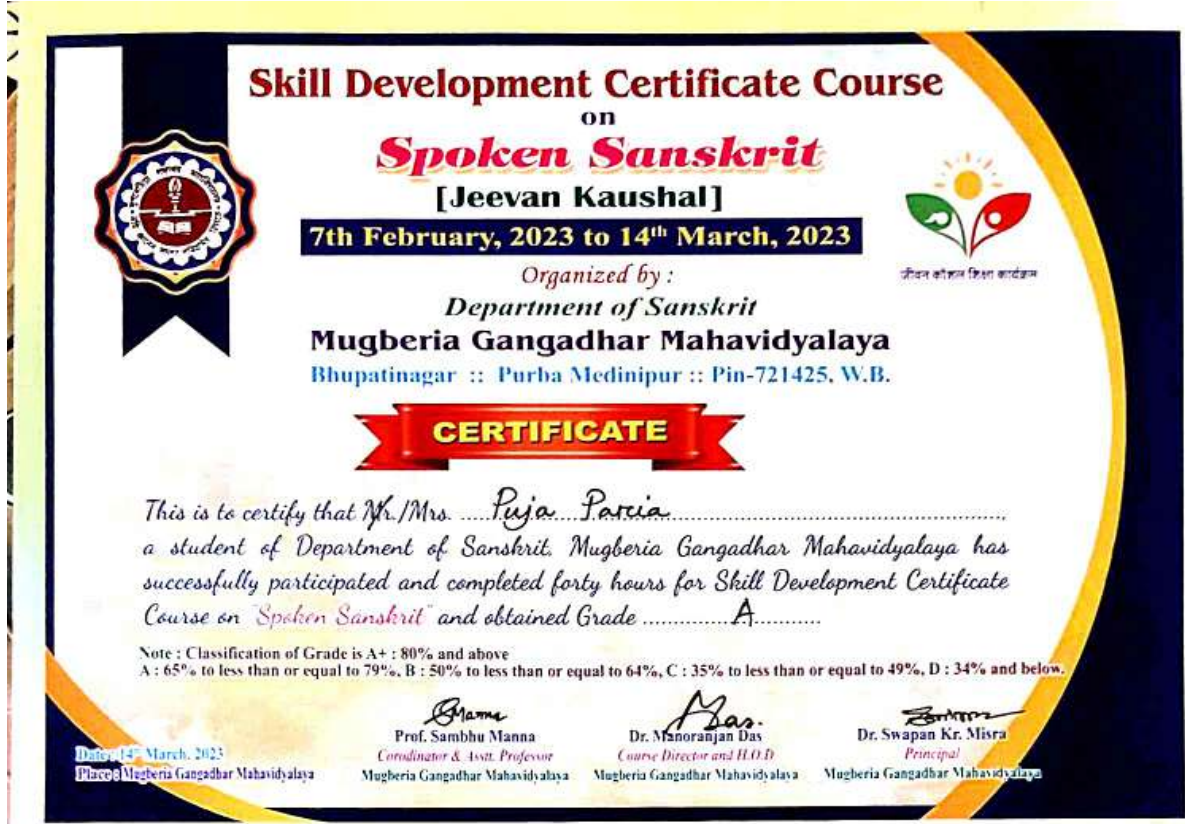 Skill Development Certificate Course
on
Spoken Sanskrit
[Jeevan Kaushal]
7th February, 2023 to 14th March, 2023
जीवन कौशल शिक्षा कार्यक्रम
Organized by :
Department of Sanskrit
Mugberia Gangadhar Mahavidyalaya
Bhupatinagar :: Purba Medinipur :: Pin-721425, W.B.
CERTIFICATE
This is to certify that Mr./Mrs. Puja Parcia
a student of Department of Sanskrit, Mugberia Gangadhar Mahavidyalaya has
successfully participated and completed forty hours for Skill Development Certificate
Course on "Spoken Sanskrit" and obtained Grade A
Note : Classification of Grade is A+ : 80% and above
A : 65% to less than or equal to 79%, B : 50% to less than or equal to 64%, C : 35% to less than or equal to 49%, D : 34% and below.
Prof. Sambhu Manna
Corodinator & Asstt. Professor
Mugberia Gangadhar Mahavidyalaya
Dr. Manoranjan Das
Course Director and H.O.D
Mugberia Gangadhar Mahavidyalaya
Dr. Swapan Kr. Misra
Principal
Mugberia Gangadhar Mahavidyalaya
Date : 14th March, 2023
Place : Mugberia Gangadhar Mahavidyalaya